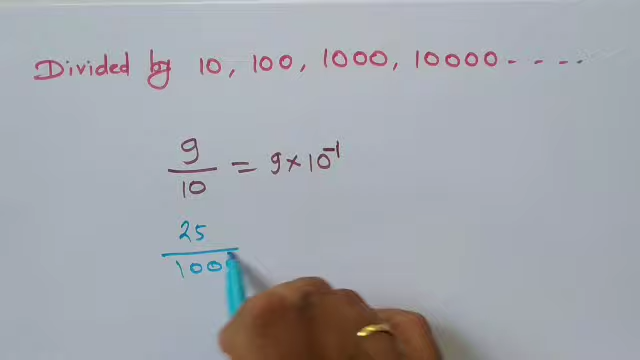 Divided by 10, 100, 1000, 10000 - - - - -
9/10 = 9 × 10⁻¹
25/1000